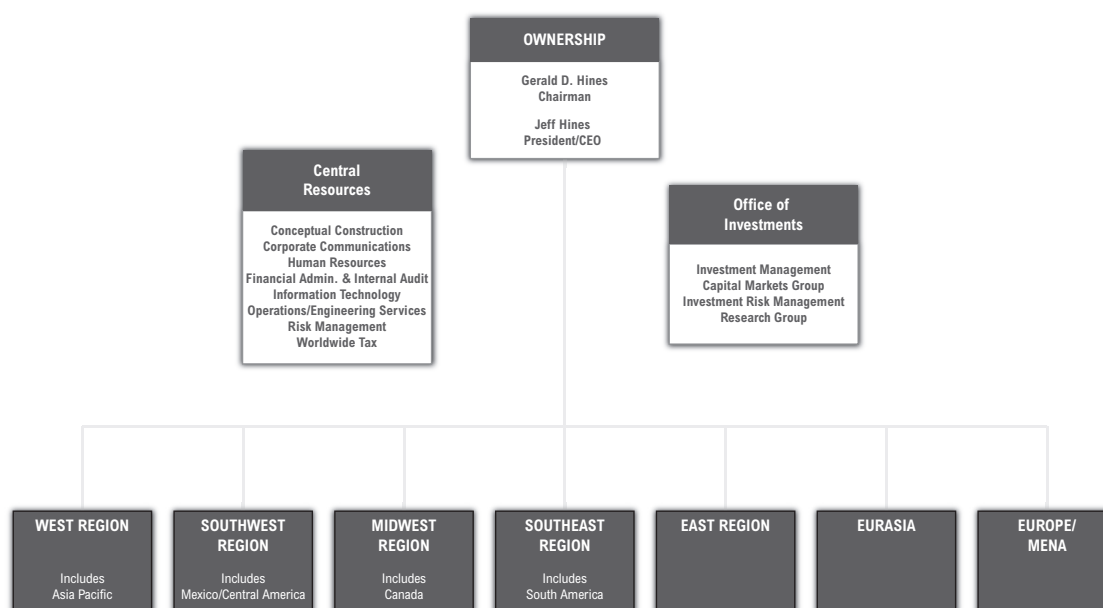 OWNERSHIP
Gerald D. Hines
Chairman
Jeff Hines
President/CEO
Central
Resources
Conceptual Construction
Corporate Communications
Human Resources
Financial Admin. & Internal Audit
Information Technology
Operations/Engineering Services
Risk Management
Worldwide Tax
Office of
Investments
Investment Management
Capital Markets Group
Investment Risk Management
Research Group
WEST REGION
Includes
Asia Pacific
SOUTHWEST
REGION
Includes
Mexico/Central America
MIDWEST
REGION
Includes
Canada
SOUTHEAST
REGION
Includes
South America
EAST REGION
EURASIA
EUROPE/
MENA